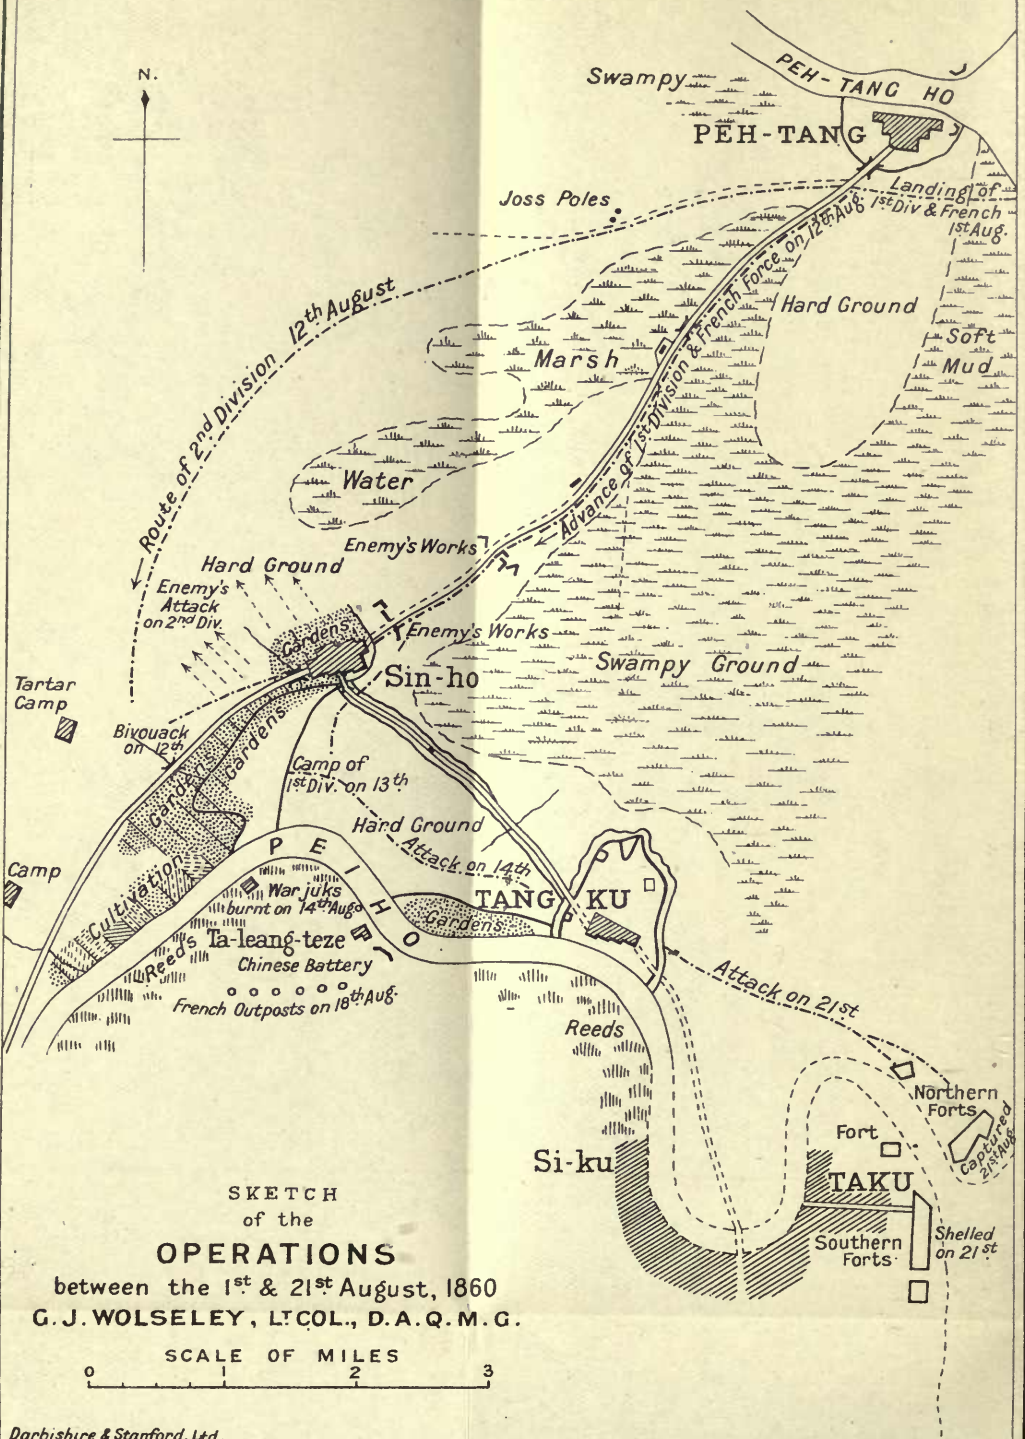 N.
Swampy
PEH-TANG HO
PEH-TANG
Landing of
1st Div & French
1st Aug.
Joss Poles
Route of 2nd Division 12th August
Advance of 1st Division & French Force on 12th Aug.
Hard Ground
Soft
Mud
Marsh
Water
Enemy's Works
Hard Ground
Enemy's
Attack
on 2nd Div.
Gardens
Enemy's Works
Swampy Ground
Sin-ho
Tartar
Camp
Bivouack
on 12th
Gardens
Gardens
Camp of
1st Div. on 13th
Hard Ground
Attack on 14th
PEI HO
Camp
Cultivation
War juks
burnt on 14th Aug.
TANG KU
Gardens
Reeds
Ta-leang-teze
Chinese Battery
French Outposts on 18th Aug.
Attack on 21st
Reeds
Northern
Forts
Captured
21st Aug.
Fort
Si-ku
TAKU
Southern
Forts
Shelled
on 21st
SKETCH
of the
OPERATIONS
between the 1st & 21st August, 1860
G. J. WOLSELEY, LT COL., D.A.Q.M.G.
SCALE OF MILES
0 1 2 3
Darbishire & Stanford, Ltd.